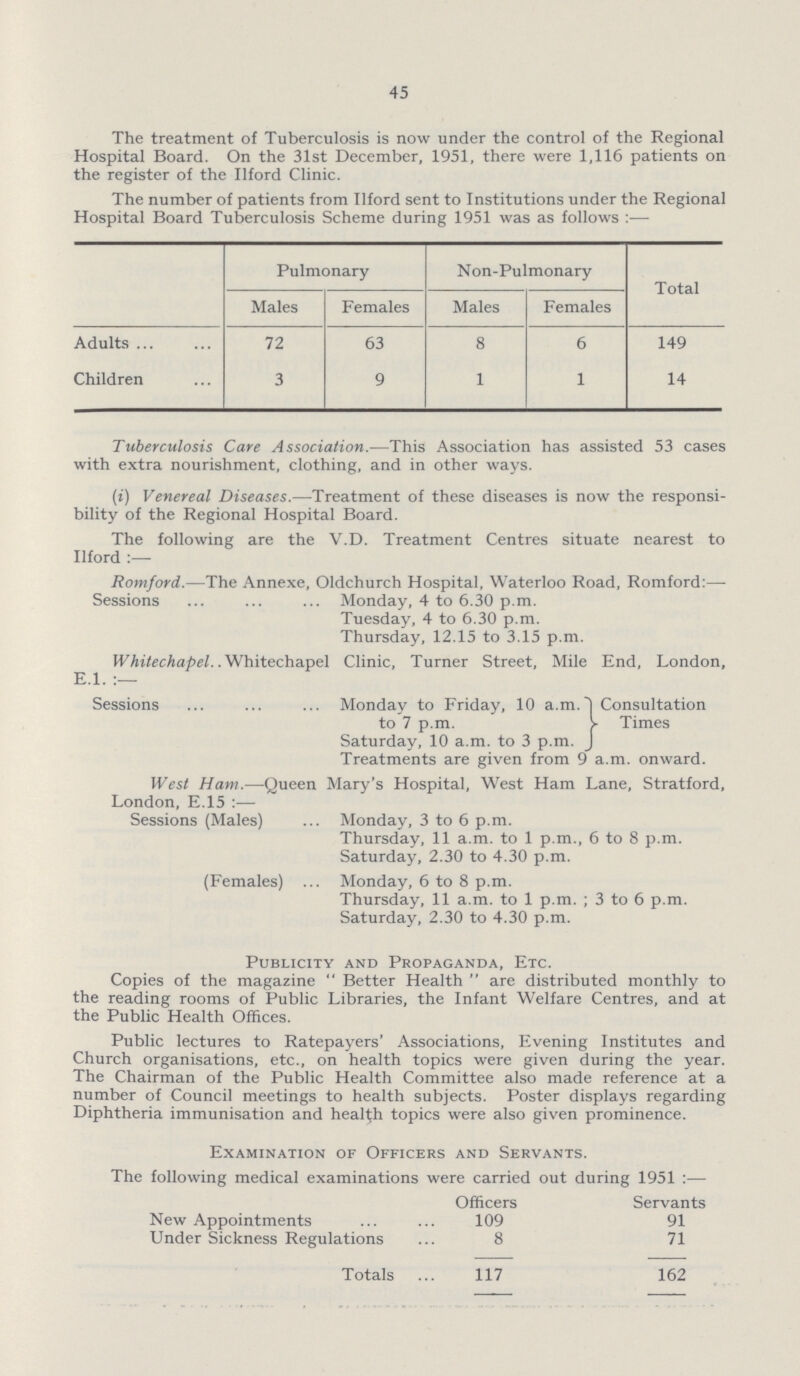 45
The treatment of Tuberculosis is now under the control of the Regional
Hospital Board. On the 31st December, 1951, there were 1,116 patients on
the register of the Ilford Clinic.
The number of patients from Ilford sent to Institutions under the Regional
Hospital Board Tuberculosis Scheme during 1951 was as follows :—
Pulmonary Non-Pulmonary Total
Males Females Males Females
Adults ... ... 72 63 8 6 149
Children ... 3 9 1 1 14
Tuberculosis Care Association.—This Association has assisted 53 cases
with extra nourishment, clothing, and in other ways.
(i) Venereal Diseases.—Treatment of these diseases is now the responsi-
bility of the Regional Hospital Board.
The following are the V.D. Treatment Centres situate nearest to
Ilford :—
Romford.—The Annexe, Oldchurch Hospital, Waterloo Road, Romford:—
Sessions ... ... ... Monday, 4 to 6.30 p.m.
Tuesday, 4 to 6.30 p.m.
Thursday, 12.15 to 3.15 p.m.
Whitechapel..Whitechapel Clinic, Turner Street, Mile End, London,
E.1. :—
Sessions ... ... ... Monday to Friday, 10 a.m. } Consultation
to 7 p.m. Times
Saturday, 10 a.m. to 3 p.m.
Treatments are given from 9 a.m. onward.
West Ham.—Queen Mary's Hospital, West Ham Lane, Stratford,
London, E.15 :—
Sessions (Males) ... Monday, 3 to 6 p.m.
Thursday, 11 a.m. to 1 p.m., 6 to 8 p.m.
Saturday, 2.30 to 4.30 p.m.
(Females) ... Monday, 6 to 8 p.m.
Thursday, 11 a.m. to 1 p.m. ; 3 to 6 p.m.
Saturday, 2.30 to 4.30 p.m.
Publicity and Propaganda, Etc.
Copies of the magazine " Better Health " are distributed monthly to
the reading rooms of Public Libraries, the Infant Welfare Centres, and at
the Public Health Offices.
Public lectures to Ratepayers' Associations, Evening Institutes and
Church organisations, etc., on health topics were given during the year.
The Chairman of the Public Health Committee also made reference at a
number of Council meetings to health subjects. Poster displays regarding
Diphtheria immunisation and health topics were also given prominence.
Examination of Officers and Servants.
The following medical examinations were carried out during 1951 :—
Officers Servants
New Appointments ... ... 109 91
Under Sickness Regulations ... 8 71
Totals ... 117 162